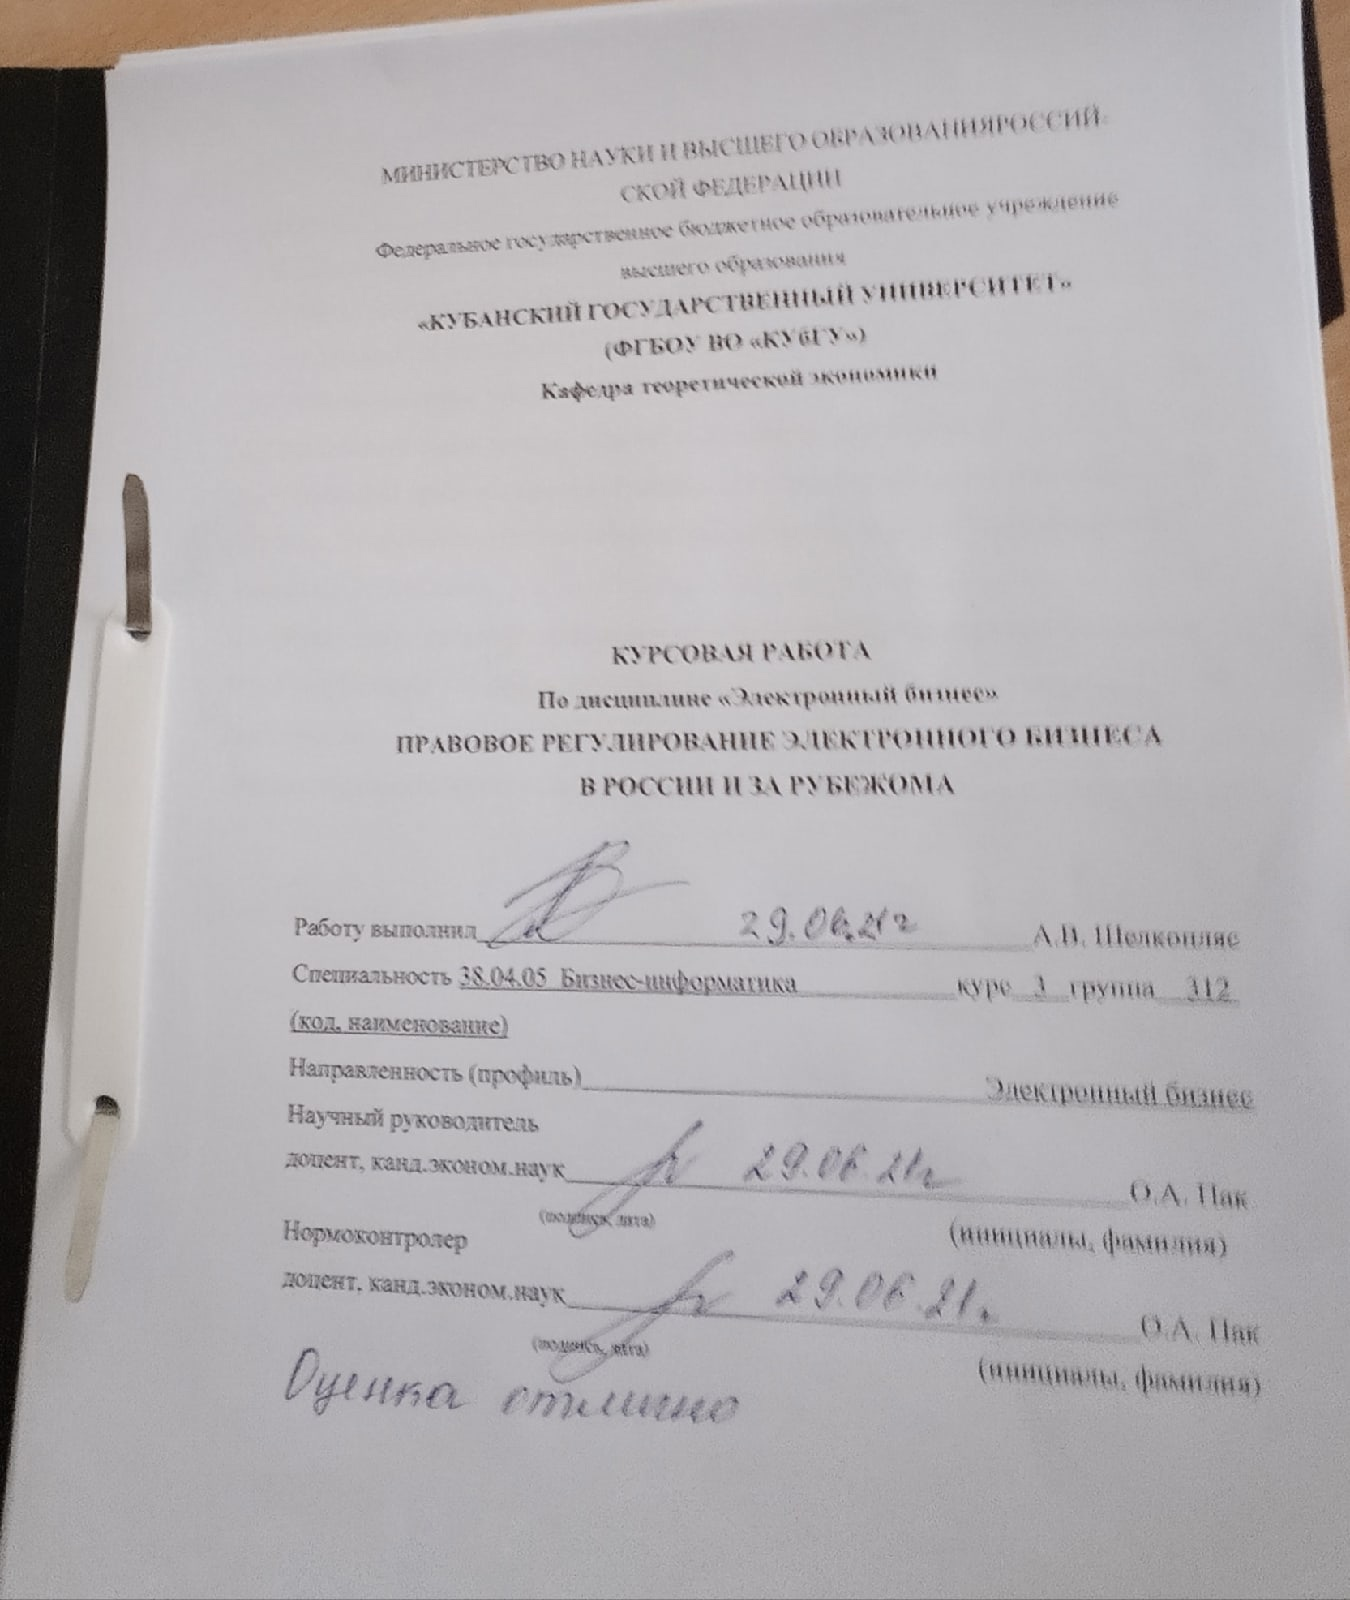 МИНИСТЕРСТВО НАУКИ И ВЫСШЕГО ОБРАЗОВАНИЯРОССИЙ-
СКОЙ ФЕДЕРАЦИИ
Федеральное государственное бюджетное образовательное учреждение
высшего образования
«КУБАНСКИЙ ГОСУДАРСТВЕННЫЙ УНИВЕРСИТЕТ»
(ФГБОУ ВО «КУбГУ»)
Кафедра теоретической экономики
КУРСОВАЯ РАБОТА
По дисциплине «Электронный бизнес»
ПРАВОВОЕ РЕГУЛИРОВАНИЕ ЭЛЕКТРОННОГО БИЗНЕСА
В РОССИИ И ЗА РУБЕЖОМА
Работу выполнил 29.06.21г А.В. Шелкопляс
Специальность 38.04.05 Бизнес-информатика курс 3 группа 312
(код, наименование)
Направленность (профиль) Электронный бизнес
Научный руководитель
доцент, канд.эконом.наук 29.06.21г О.А. Пак
(подпись, дата) (инициалы, фамилия)
Нормоконтролер
доцент, канд.эконом.наук 29.06.21г О.А. Пак
(подпись, дата) (инициалы, фамилия)
Оценка отлично